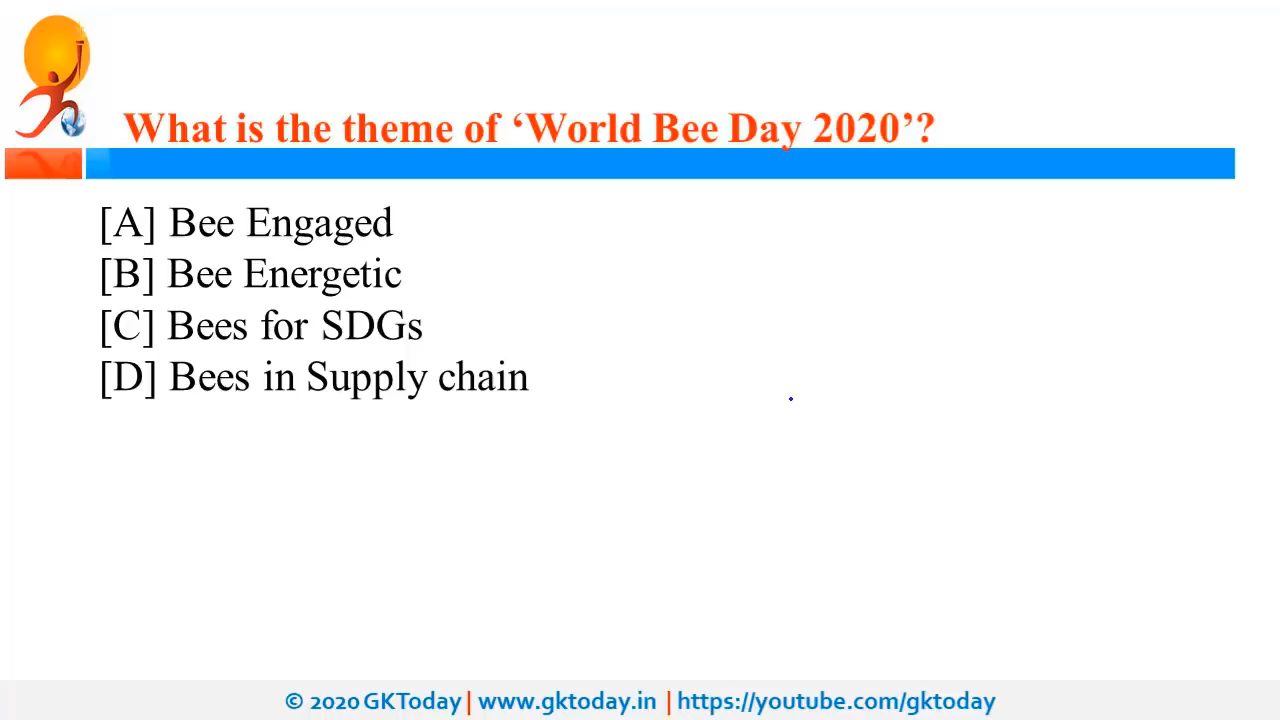 What is the theme of ‘World Bee Day 2020’?
[A] Bee Engaged
[B] Bee Energetic
[C] Bees for SDGs
[D] Bees in Supply chain
© 2020 GKToday | www.gktoday.in | https://youtube.com/gktoday